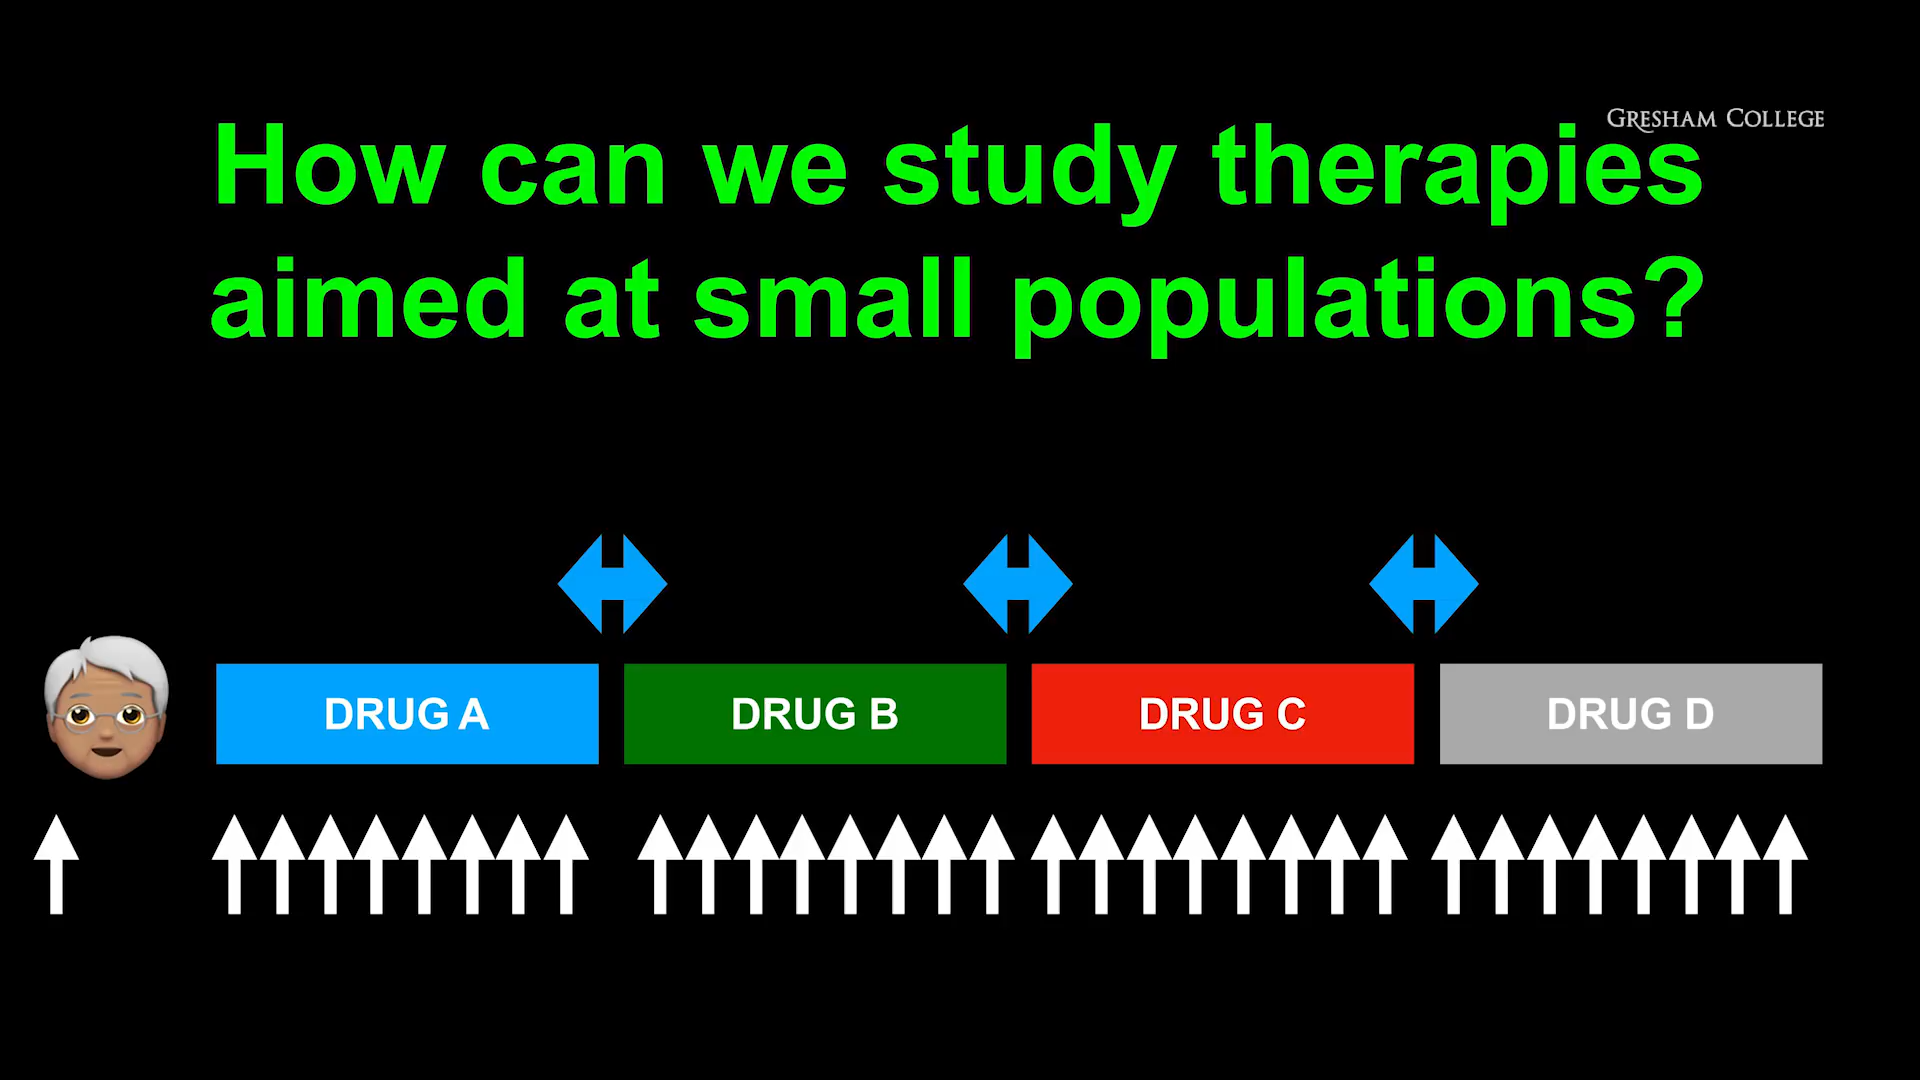 GRESHAM COLLEGE
How can we study therapies
aimed at small populations?
DRUG A
DRUG B
DRUG C
DRUG D